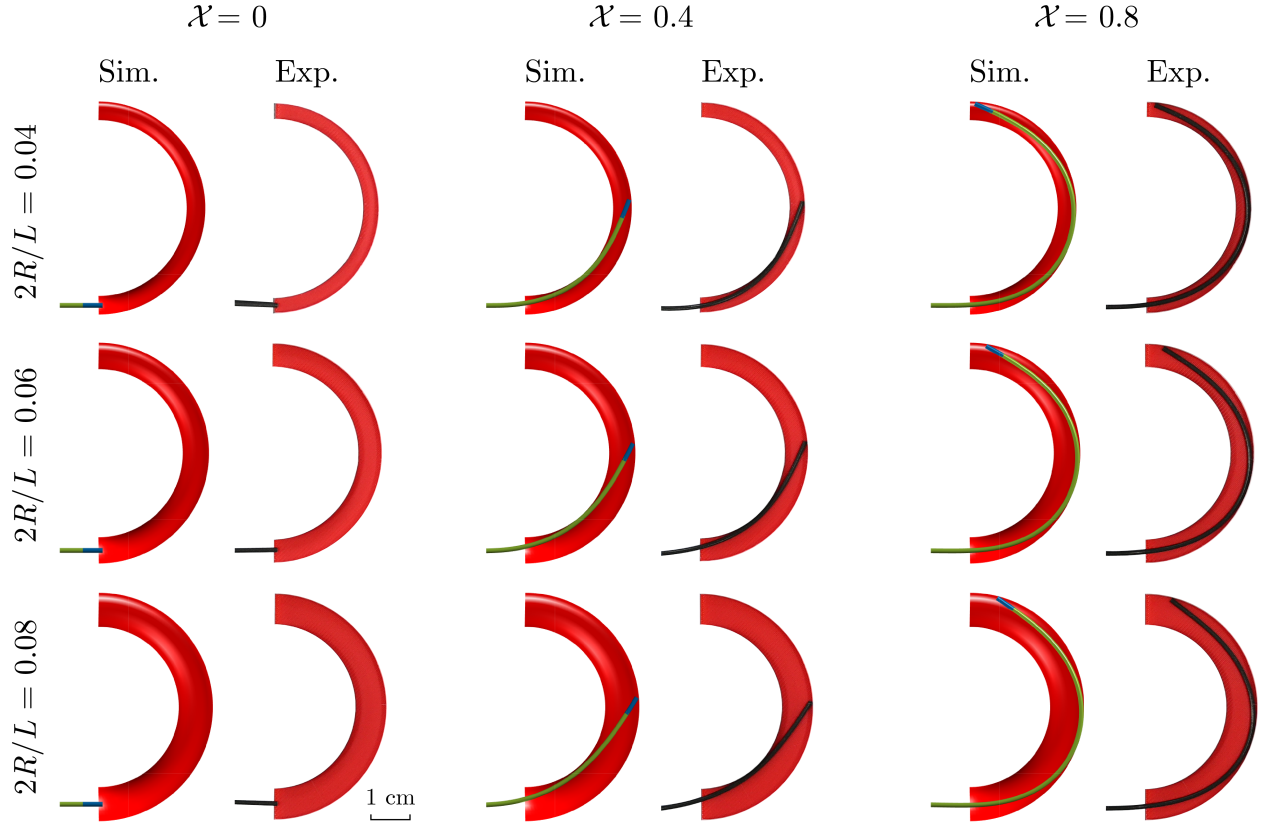 𝒳 = 0
𝒳 = 0.4
𝒳 = 0.8
Sim.
Exp.
Sim.
Exp.
Sim.
Exp.
2R/L = 0.04
2R/L = 0.06
2R/L = 0.08
1 cm